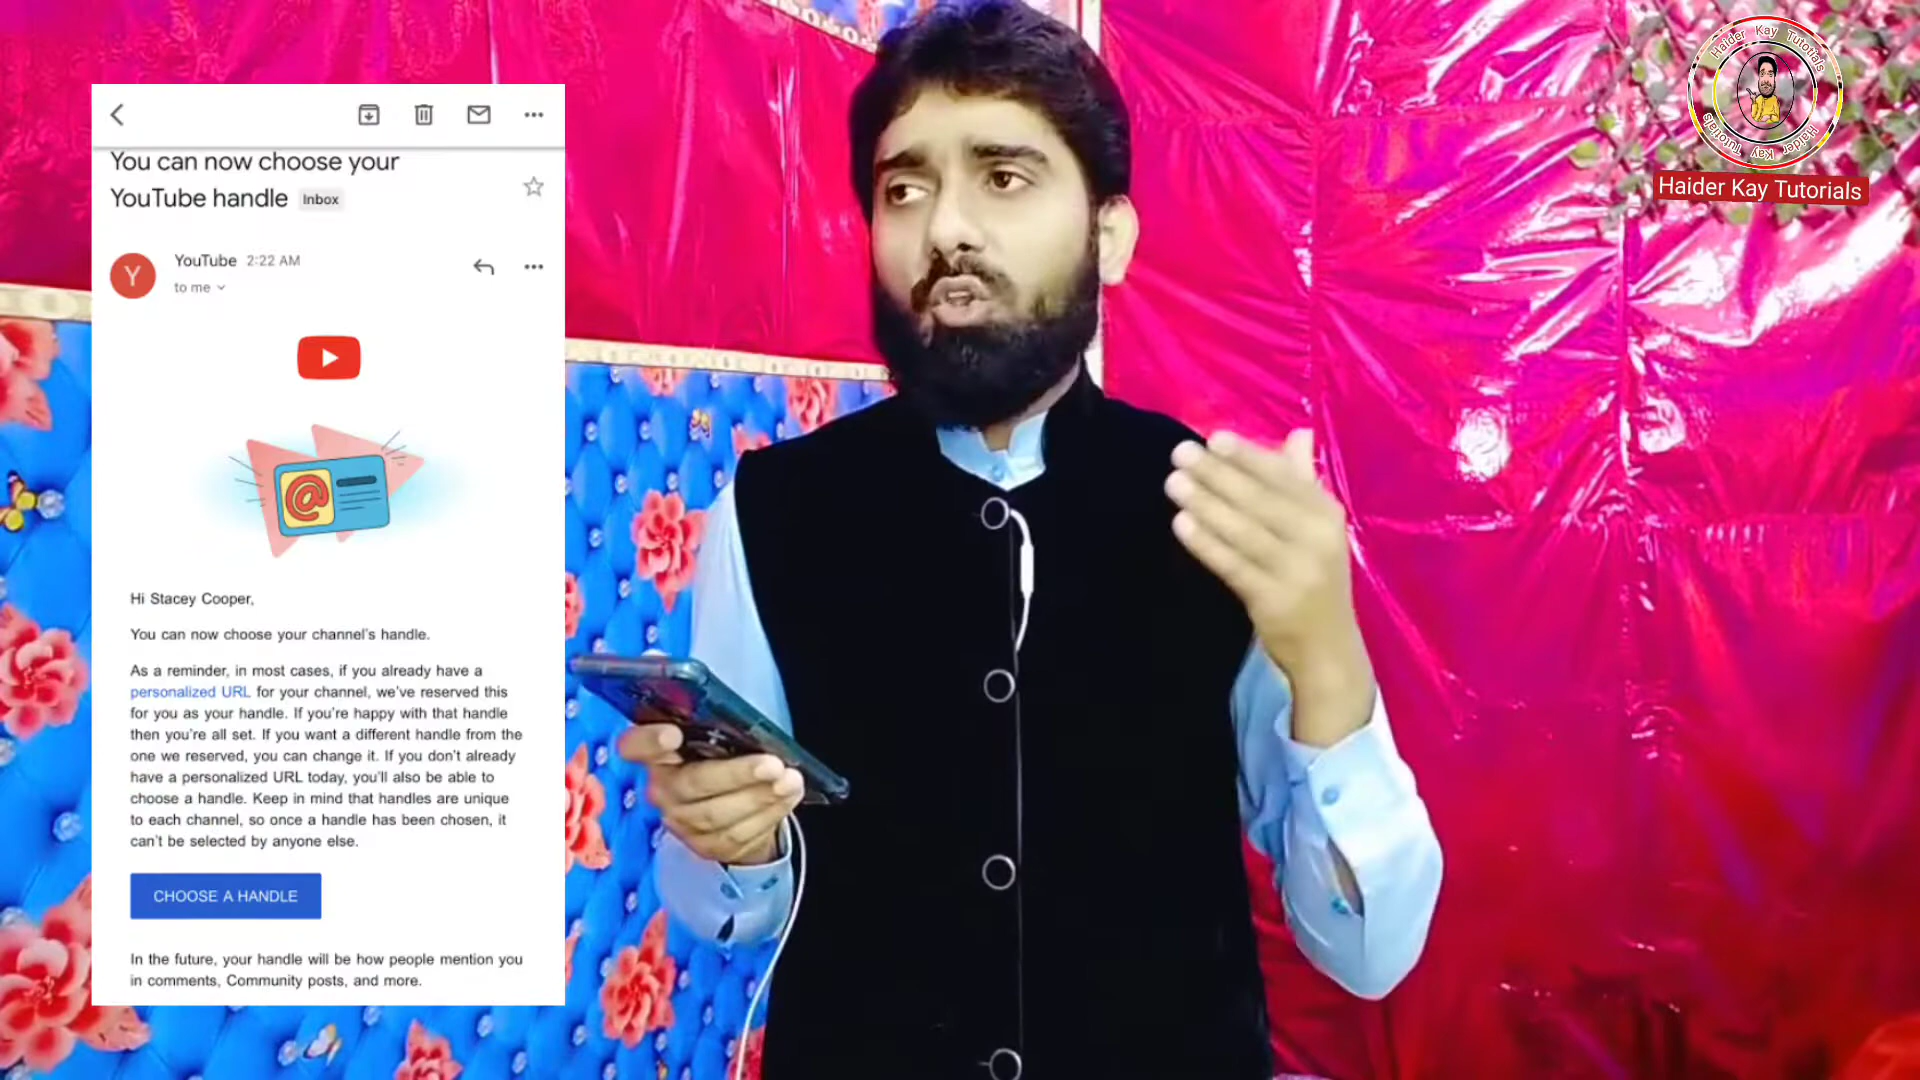 You can now choose your
YouTube handle Inbox
Y
YouTube 2:22 AM
to me
@
Hi Stacey Cooper,
You can now choose your channel's handle.
As a reminder, in most cases, if you already have a
personalized URL for your channel, we've reserved this
for you as your handle. If you're happy with that handle
then you're all set. If you want a different handle from the
one we reserved, you can change it. If you don't already
have a personalized URL today, you'll also be able to
choose a handle. Keep in mind that handles are unique
to each channel, so once a handle has been chosen, it
can't be selected by anyone else.
CHOOSE A HANDLE
In the future, your handle will be how people mention you
in comments, Community posts, and more.
Haider Kay Tutorials
Haider Kay Tutorials
Haider Kay Tutorials